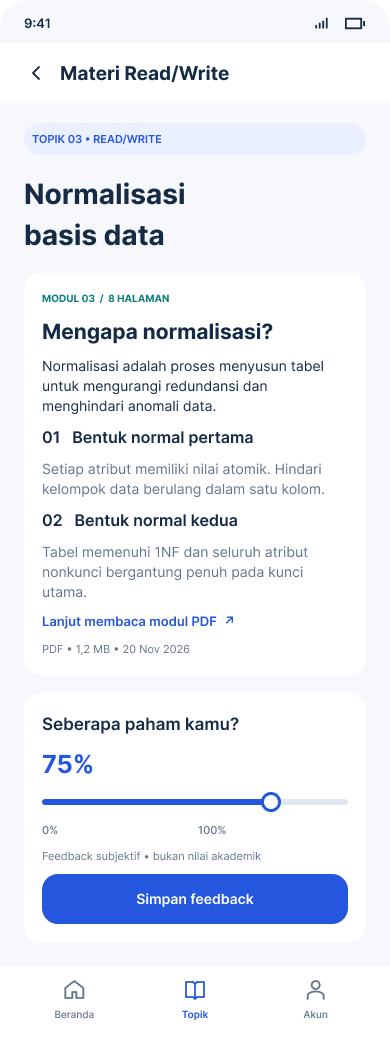 9:41
Materi Read/Write
TOPIK 03 • READ/WRITE
Normalisasi
basis data
MODUL 03 / 8 HALAMAN
Mengapa normalisasi?
Normalisasi adalah proses menyusun tabel
untuk mengurangi redundansi dan
menghindari anomali data.
01 Bentuk normal pertama
Setiap atribut memiliki nilai atomik. Hindari
kelompok data berulang dalam satu kolom.
02 Bentuk normal kedua
Tabel memenuhi 1NF dan seluruh atribut
nonkunci bergantung penuh pada kunci
utama.
Lanjut membaca modul PDF ↗
PDF • 1,2 MB • 20 Nov 2026
Seberapa paham kamu?
75%
0% 100%
Feedback subjektif • bukan nilai akademik
Simpan feedback
Beranda Topik Akun